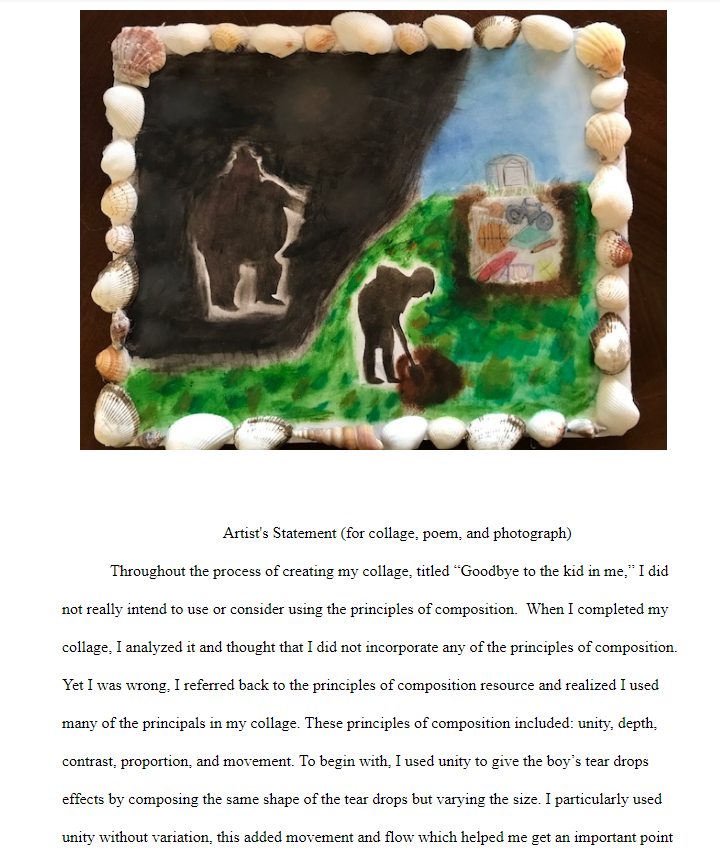 Artist's Statement (for collage, poem, and photograph)
Throughout the process of creating my collage, titled “Goodbye to the kid in me,” I did
not really intend to use or consider using the principles of composition.  When I completed my
collage, I analyzed it and thought that I did not incorporate any of the principles of composition.
Yet I was wrong, I referred back to the principles of composition resource and realized I used
many of the principals in my collage. These principles of composition included: unity, depth,
contrast, proportion, and movement. To begin with, I used unity to give the boy’s tear drops
effects by composing the same shape of the tear drops but varying the size. I particularly used
unity without variation, this added movement and flow which helped me get an important point